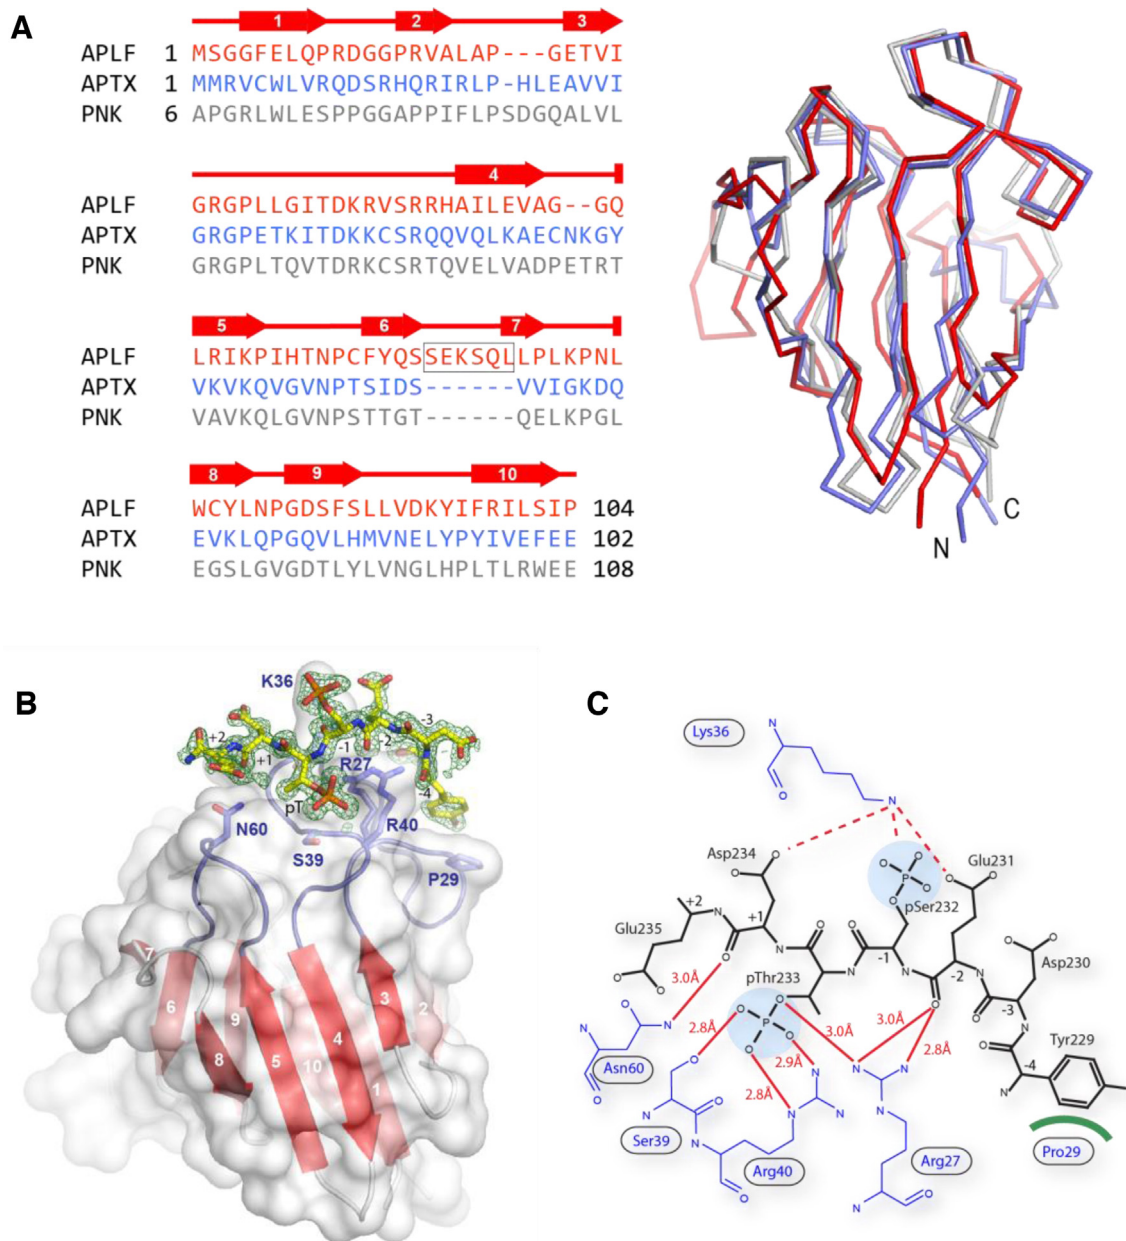 A
1 2 3
APLF 1 MSGGFELQPRDGGPRVALAP---GETVI
APTX 1 MMRVCWLVRQDSRHQRIRLP-HLEAVVI
PNK 6 APGRLWLESPPGGAPPIFLPSDGQALVL
4
APLF GRGPLLGITDKRVSRRHAILEVAG--GQ
APTX GRGPETKITDKKCSRQQVQLKAECNKGY
PNK GRGPLTQVTDRKCSRTQVELVADPETRT
5 6 7
APLF LRIKPIHTNPCFYQSSEKSQLLPLKPNL
APTX VKVKQVGVNPTSIDS------VVIGKDQ
PNK VAVKQLGVNPSTTGT------QELKPGL
8 9 10
APLF WCYLNPGDSFSLLVDKYIFRILSIP 104
APTX EVKLQPGQVLHMVNELYPYIVEFEE 102
PNK EGSLGVGDTLYLVNGLHPLTLRWEE 108
C
N
B
K36
+2
+1
-1
-2
-3
-4
R27
pT
N60
S39
R40
P29
7
6
9
8
5
10
4
3
2
1
C
Lys36
Asp234
Glu231
pSer232
+2
+1
Glu235
-1
-2
Asp230
pThr233
-3
3.0Å
2.8Å
3.0Å
3.0Å
2.9Å
2.8Å
2.8Å
Tyr229
-4
Asn60
Ser39
Arg40
Arg27
Pro29
N
O
N
O
O
P
O
O
O
O
O
O
O
N
O
N
O
N
O
N
O
O
N
O
O
N
O
N
N
O
O
P
O
O
O
N
N
N
O
N
O
N
N
O
N
N
O
N
N
O